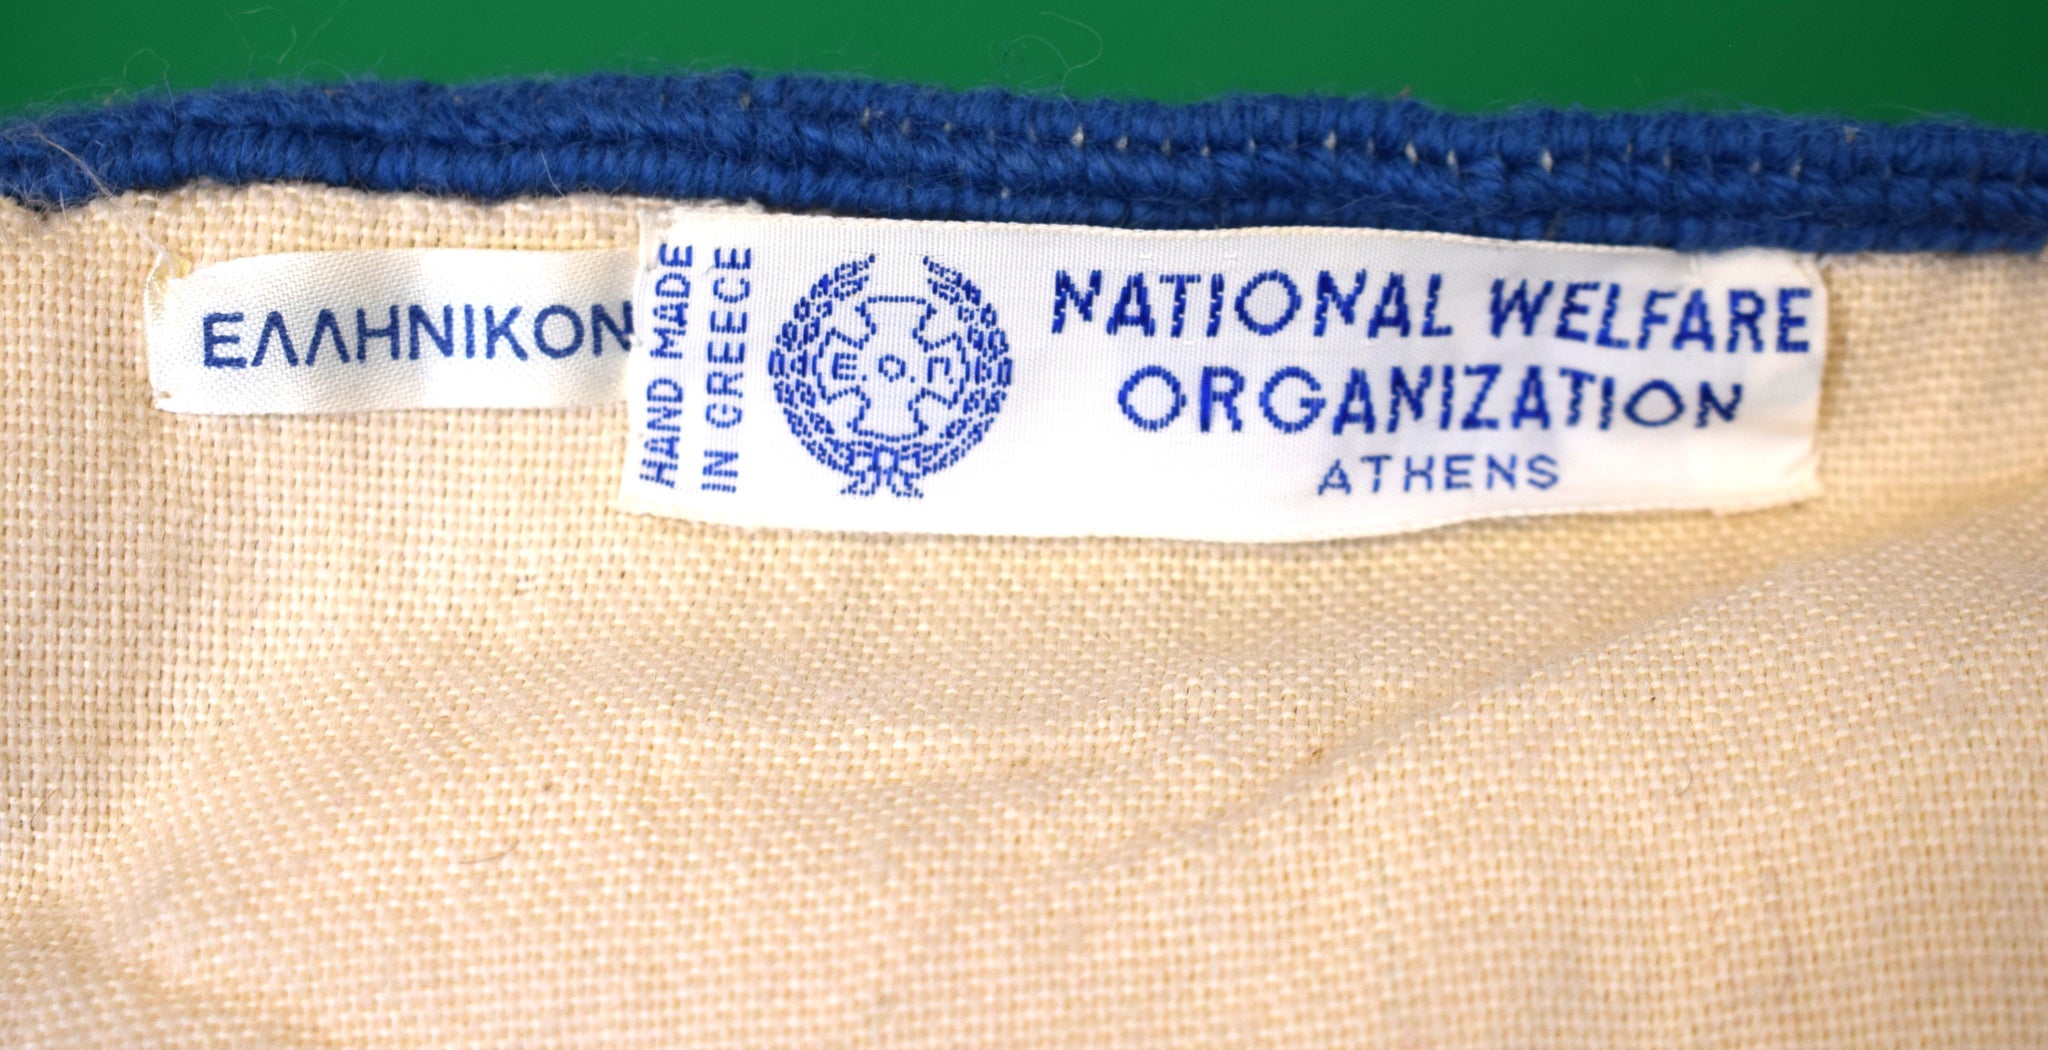 ΕΛΛΗΝΙΚΟΝ
HAND MADE
IN GREECE
Ε.Ο.Π.
NATIONAL WELFARE
ORGANIZATION
ATHENS